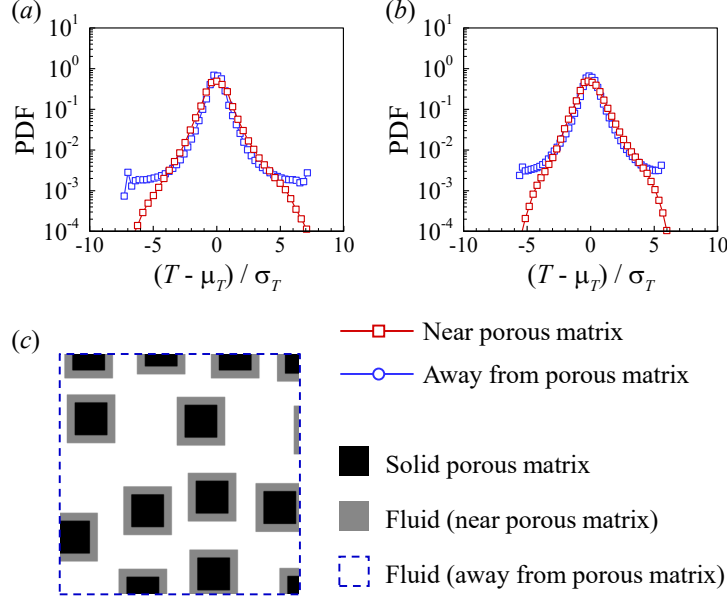 (a)
(b)
10^1
10^0
10^-1
10^-2
10^-3
10^-4
PDF
-10 -5 0 5 10
(T - μ_T) / σ_T
10^1
10^0
10^-1
10^-2
10^-3
10^-4
PDF
-10 -5 0 5 10
(T - μ_T) / σ_T
(c)
Near porous matrix
Away from porous matrix
Solid porous matrix
Fluid (near porous matrix)
Fluid (away from porous matrix)